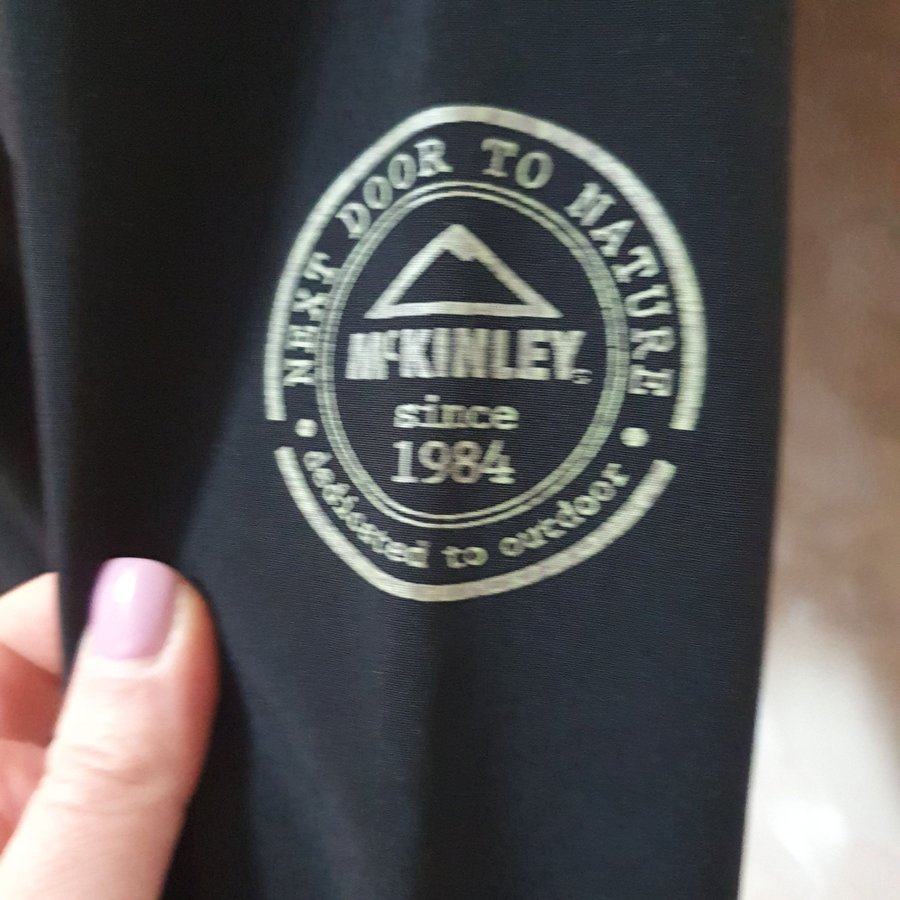 NEXT DOOR TO NATURE
McKINLEY
since
1984
• dedicated to outdoor •